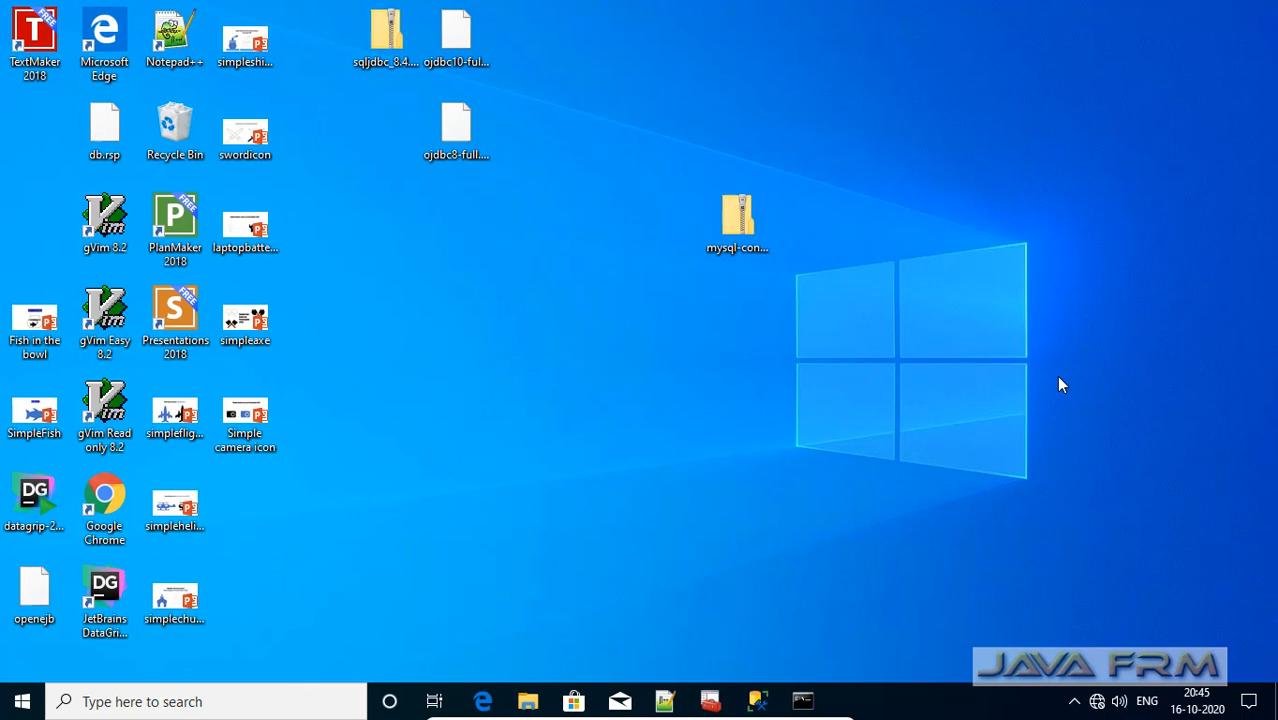 TextMaker
2018
Microsoft
Edge
Notepad++
simpleshi...
sqljdbc_8.4....
ojdbc10-ful...
db.rsp
Recycle Bin
swordicon
ojdbc8-full....
gVim 8.2
PlanMaker
2018
laptopbatte...
mysql-con...
Fish in the
bowl
gVim Easy
8.2
Presentations
2018
simpleaxe
SimpleFish
gVim Read
only 8.2
simpleflig...
Simple
camera icon
datagrip-2...
Google
Chrome
simpleheli...
openejb
JetBrains
DataGri...
simplechu...
JAVA FRM
Type here to search
ENG
20:45
16-10-2020